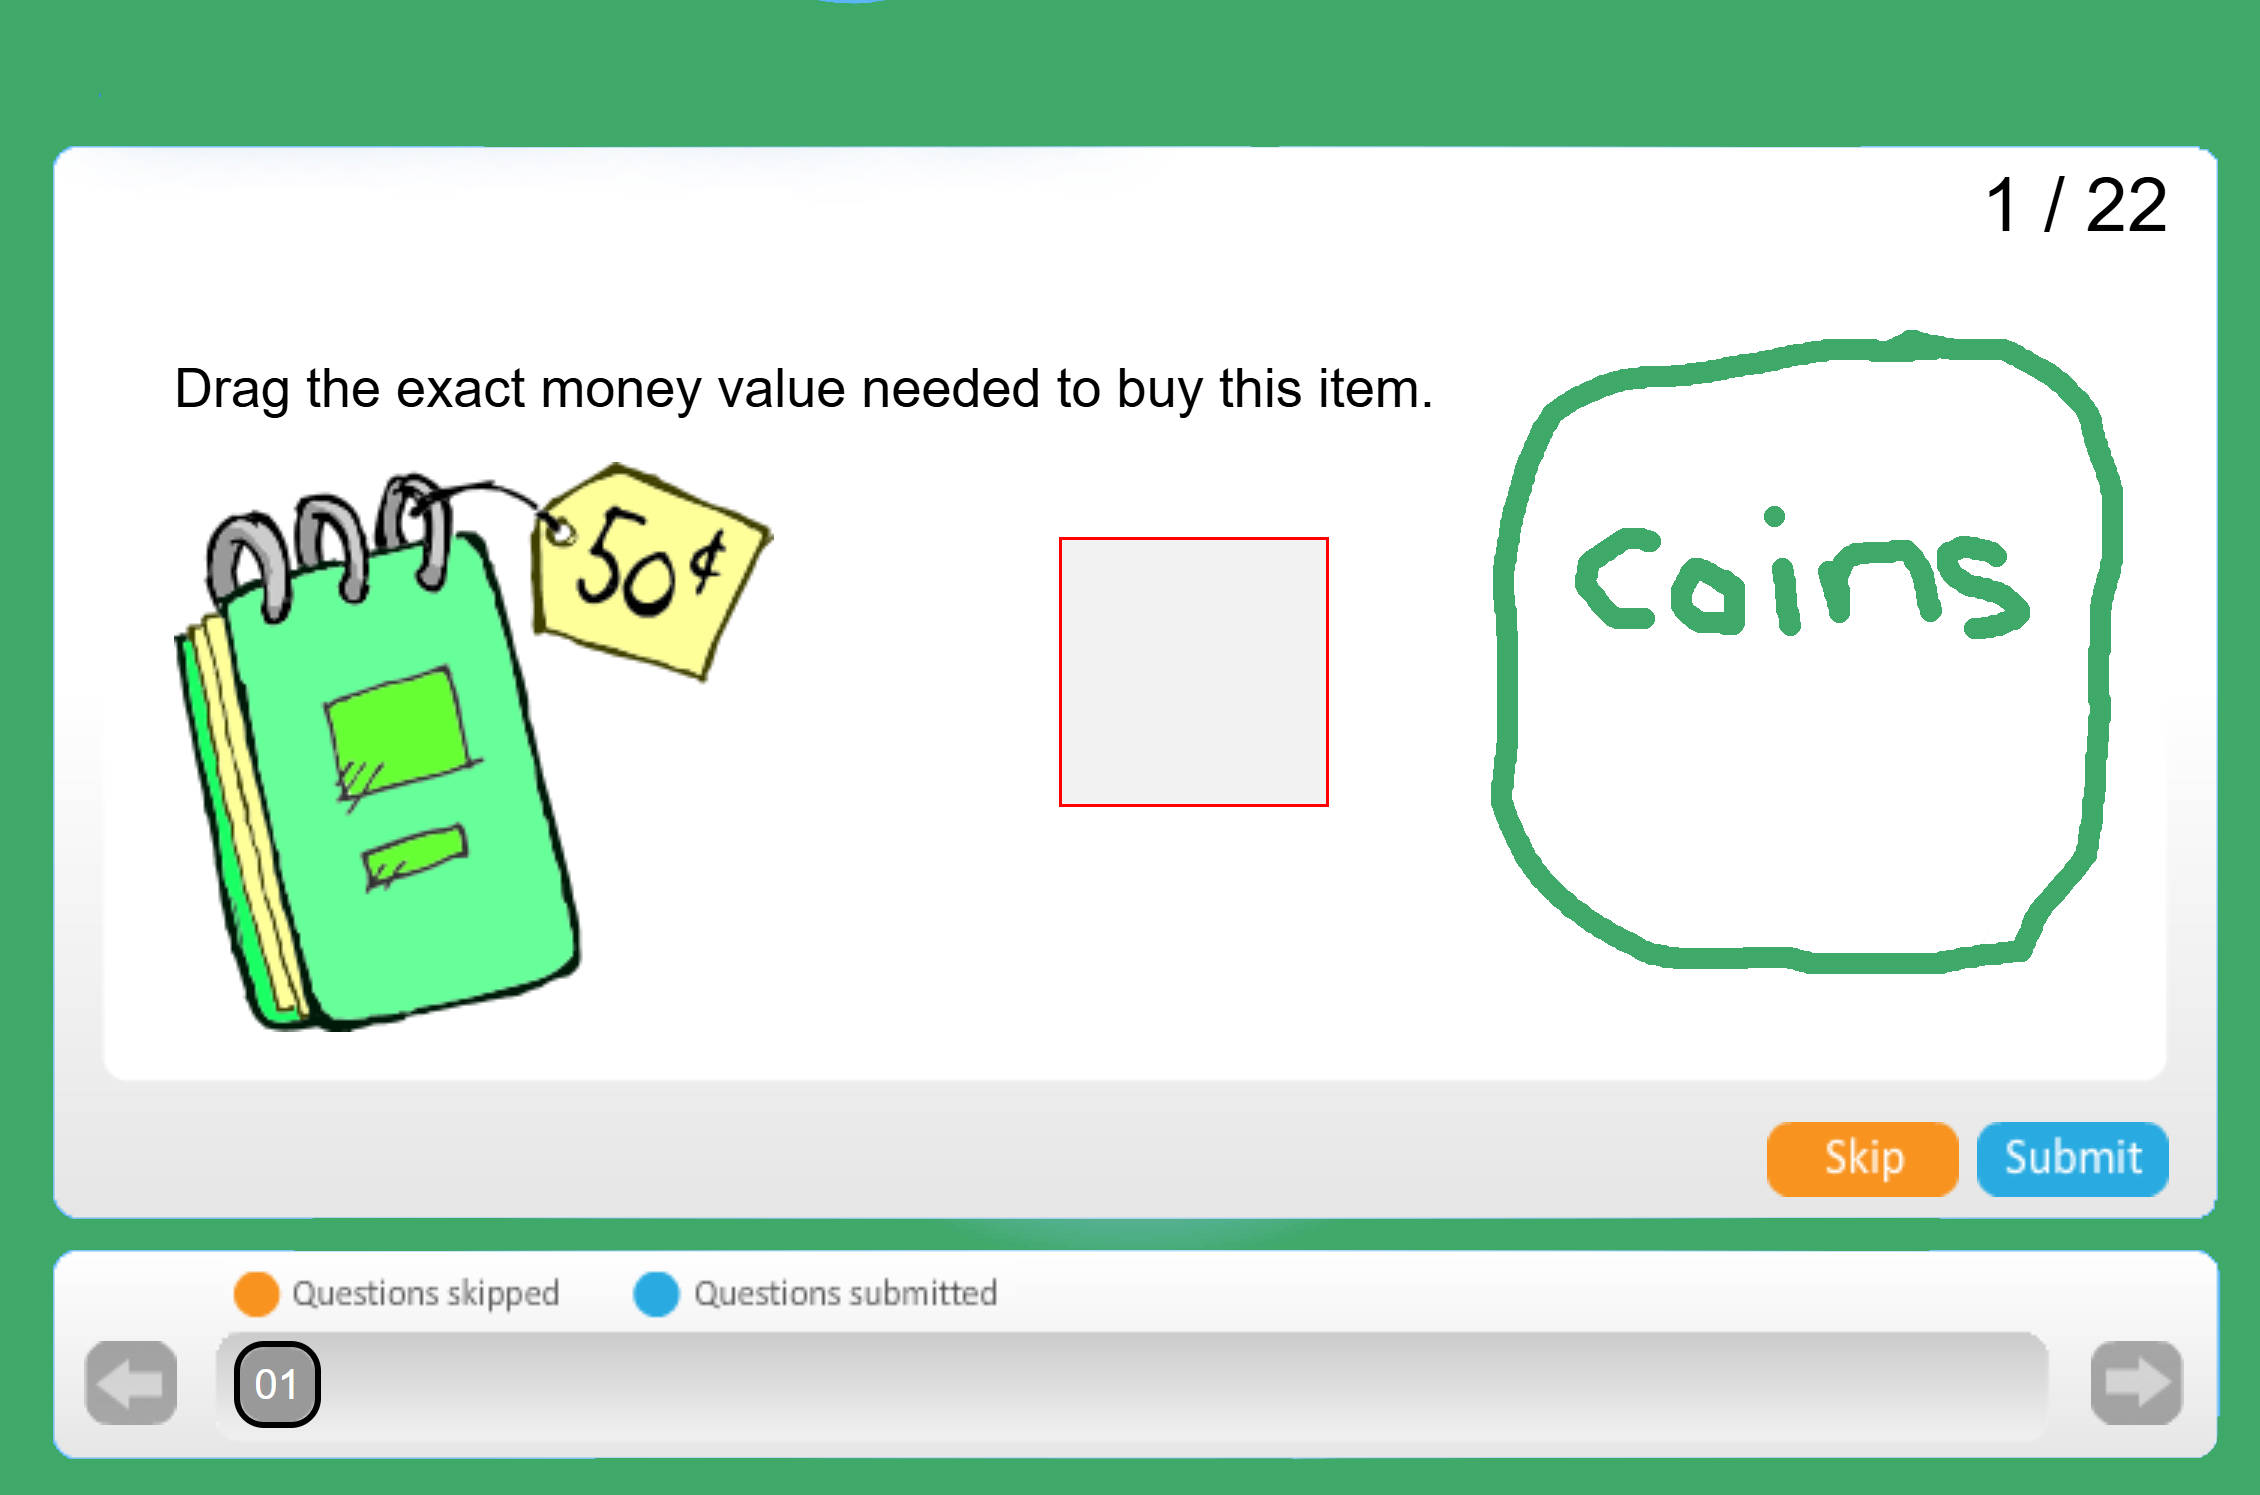 1 / 22
Drag the exact money value needed to buy this item.
50¢
coins
Skip
Submit
Questions skipped
Questions submitted
01